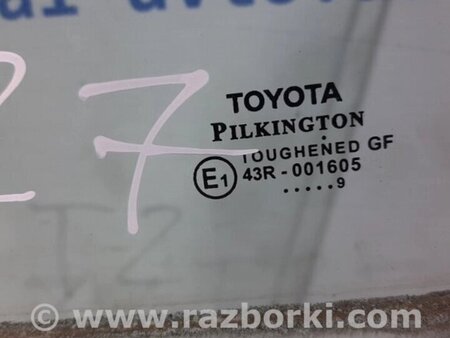 27
TOYOTA
PILKINGTON
TOUGHENED GF
E1 43R-001605
.....9
www.razborki.com